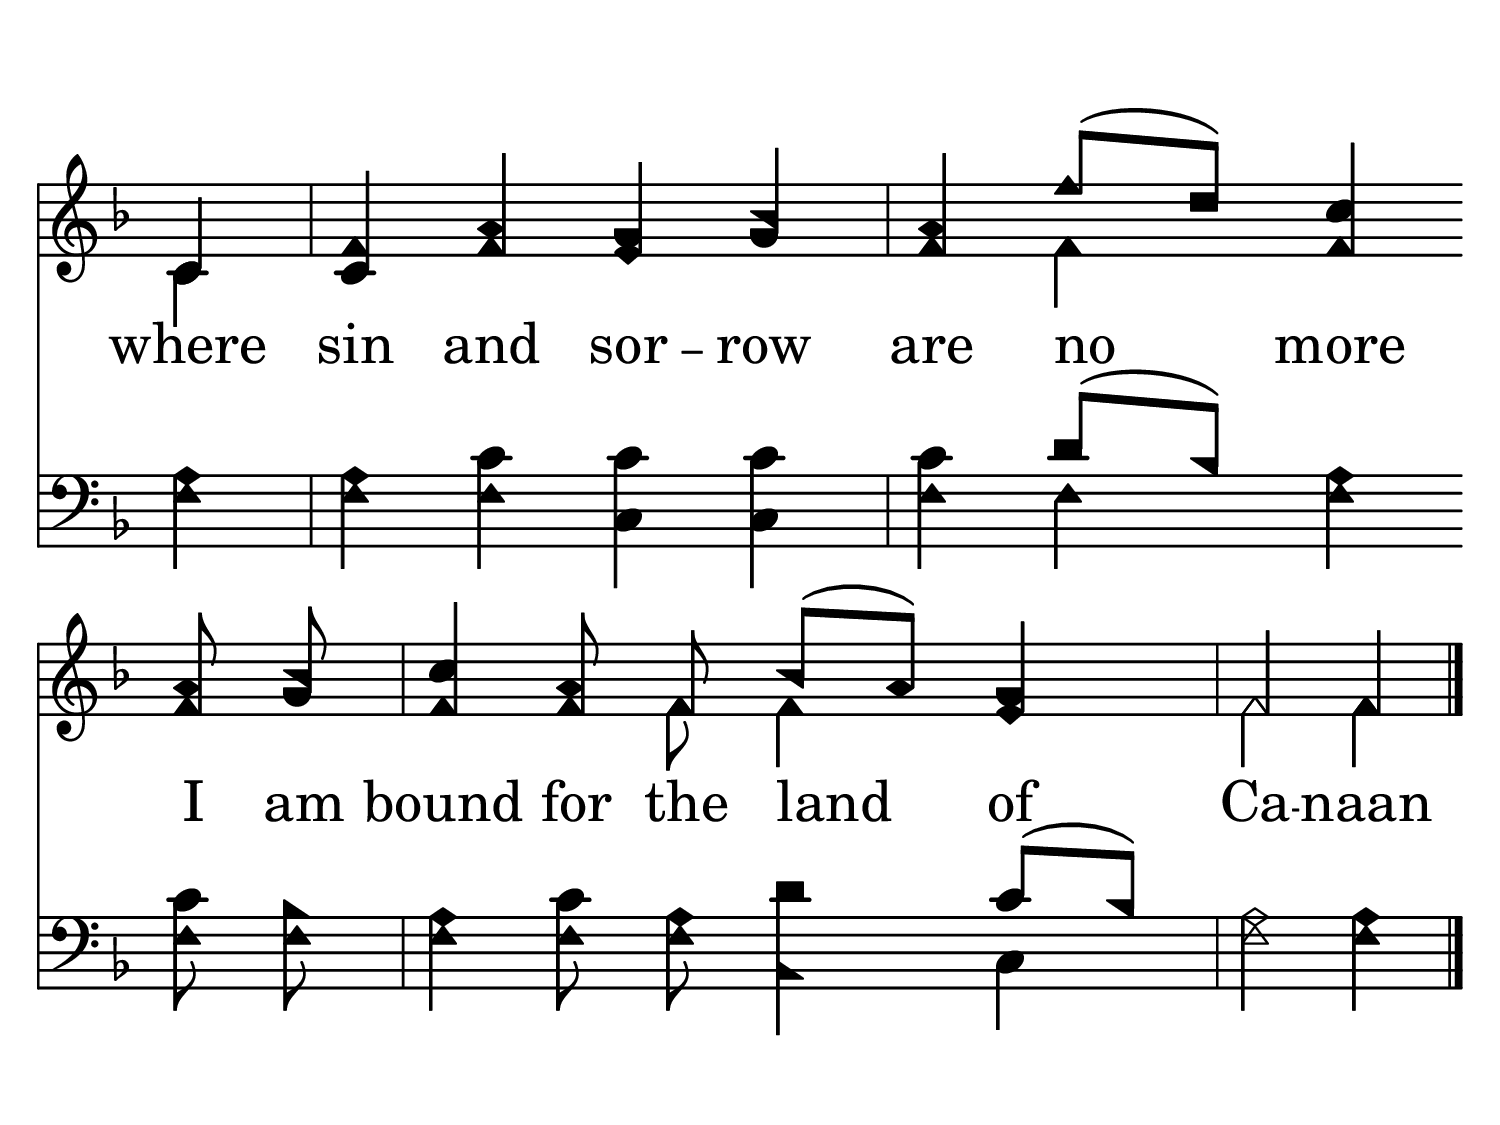 where sin and sor – row are no more
I am bound for the land of Ca-naan